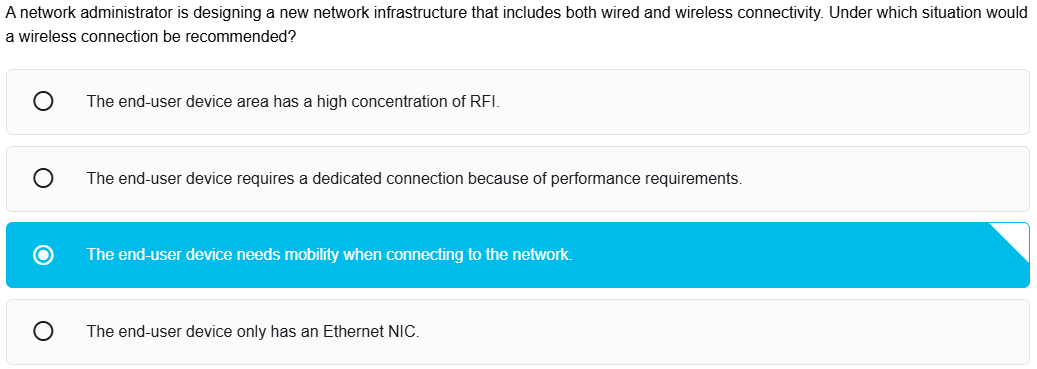 A network administrator is designing a new network infrastructure that includes both wired and wireless connectivity. Under which situation would
a wireless connection be recommended?
The end-user device area has a high concentration of RFI.
The end-user device requires a dedicated connection because of performance requirements.
The end-user device needs mobility when connecting to the network.
The end-user device only has an Ethernet NIC.